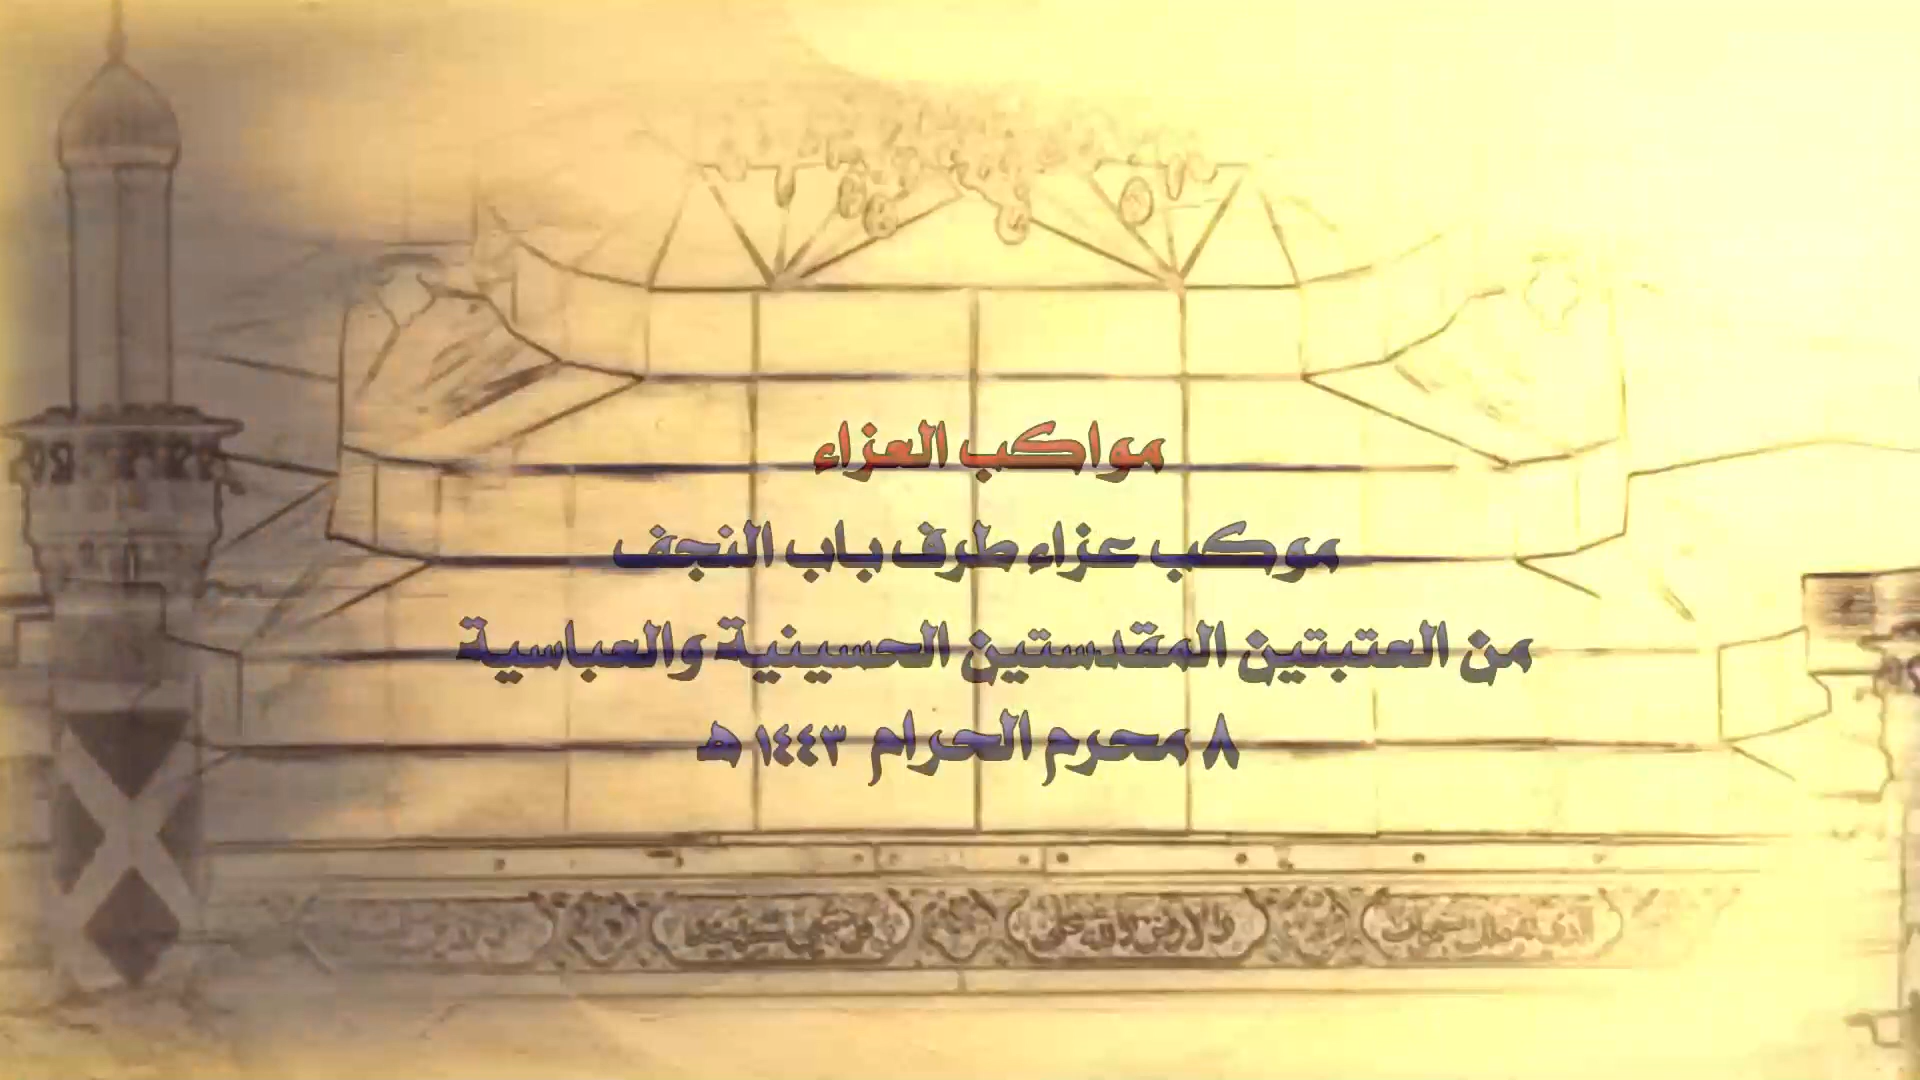 مواكب العزاء
موكب عزاء طرف باب النجف
من العتبتين المقدستين الحسينية والعباسية
٨ محرم الحرام ١٤٤٣ هـ